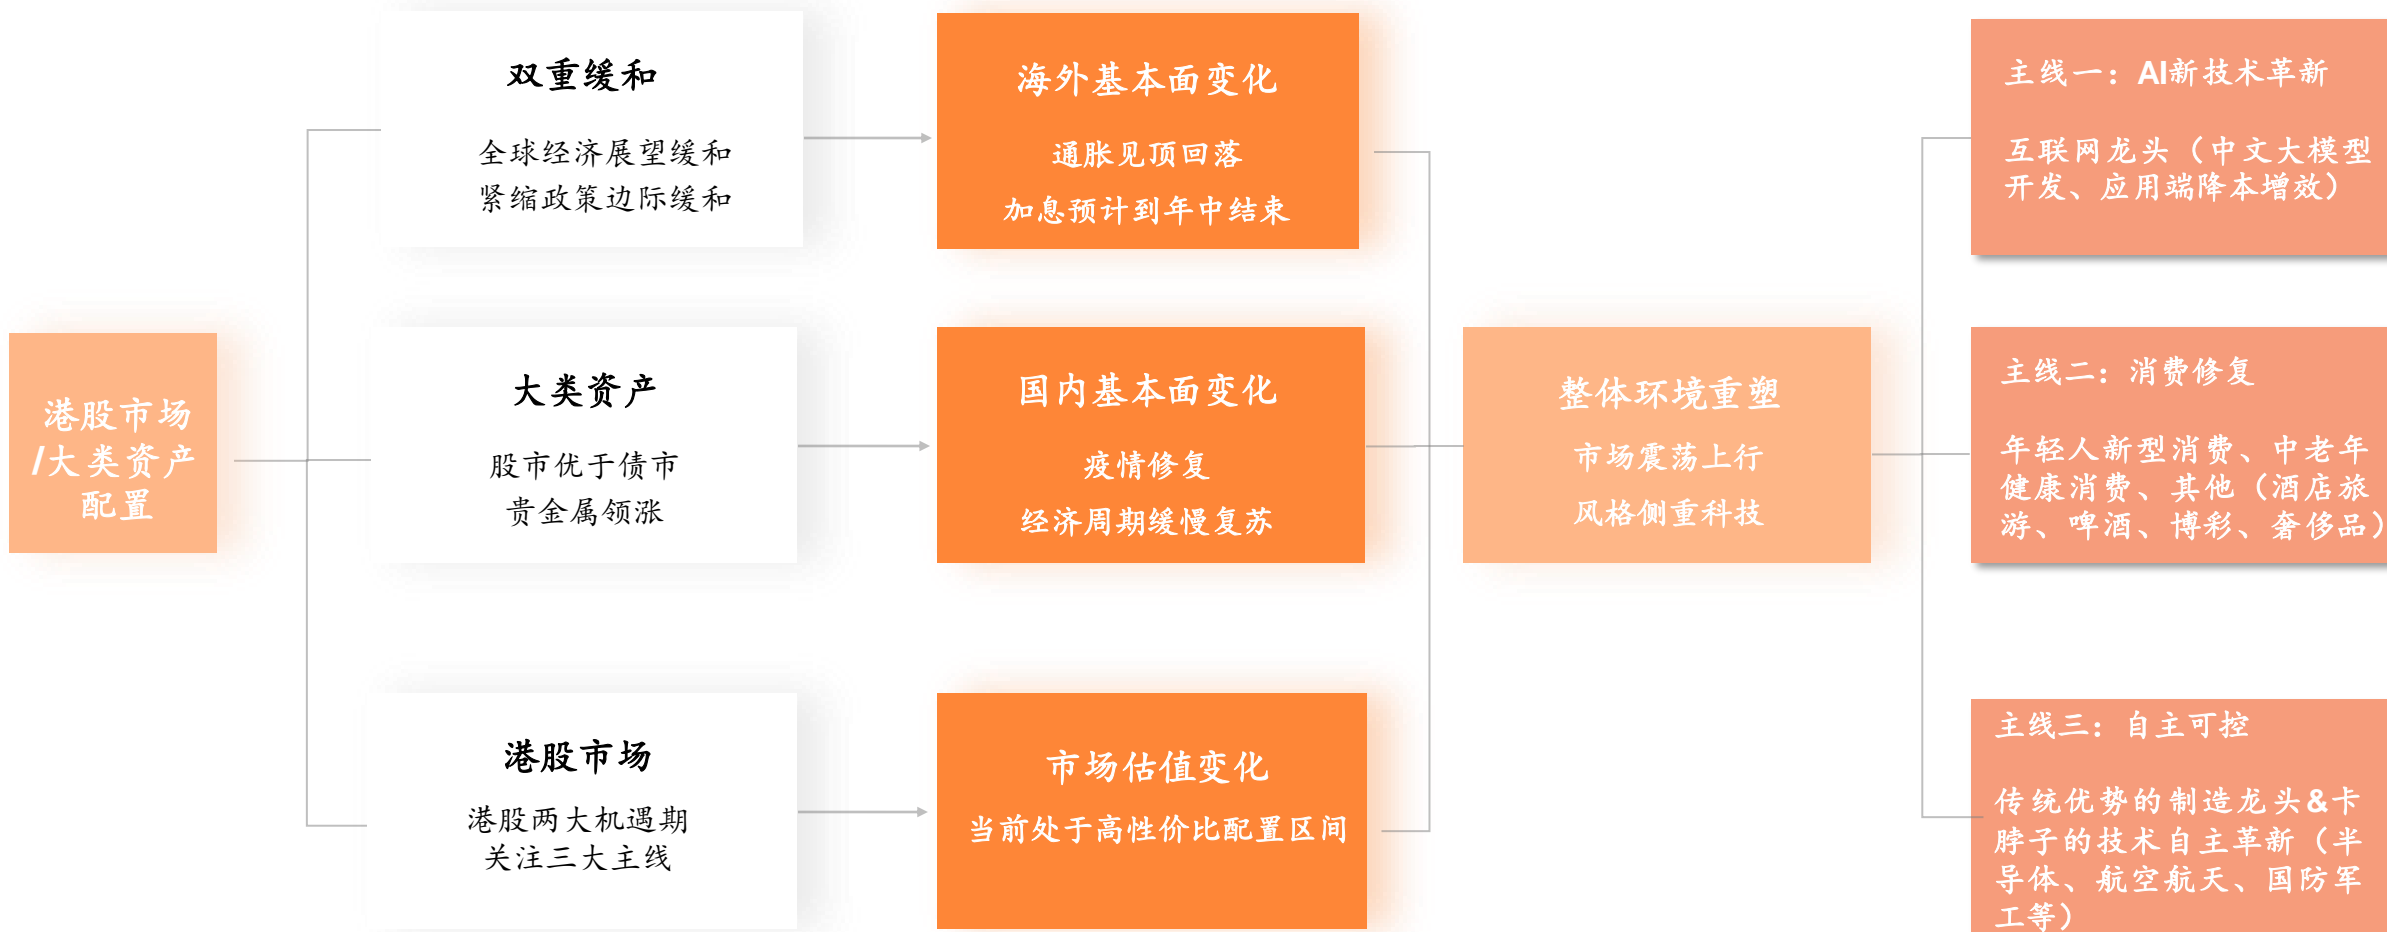 港股市场
/大类资产
配置
双重缓和
全球经济展望缓和
紧缩政策边际缓和
大类资产
股市优于债市
贵金属领涨
港股市场
港股两大机遇期
关注三大主线
海外基本面变化
通胀见顶回落
加息预计到年中结束
国内基本面变化
疫情修复
经济周期缓慢复苏
市场估值变化
当前处于高性价比配置区间
整体环境重塑
市场震荡上行
风格侧重科技
主线一：AI新技术革新
互联网龙头（中文大模型
开发、应用端降本增效）
主线二：消费修复
年轻人新型消费、中老年
健康消费、其他（酒店旅
游、啤酒、博彩、奢侈品）
主线三：自主可控
传统优势的制造龙头&卡
脖子的技术自主革新（半
导体、航空航天、国防军
工等）